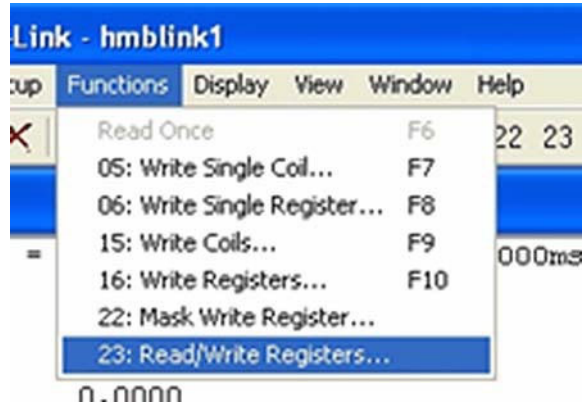 -Link - hmblink1
tup Functions Display View Window Help
Read Once F6
22 23
05: Write Single Coil... F7
06: Write Single Register... F8
15: Write Coils... F9
= 000ms
16: Write Registers... F10
22: Mask Write Register...
23: Read/Write Registers...
0.0000